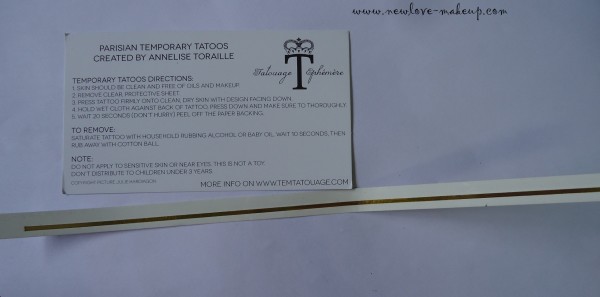 www.newlove-makeup.com
PARISIAN TEMPORARY TATOOS
CREATED BY ANNELISE TORAILLE
Tatouage T Ephémère
TEMPORARY TATOOS DIRECTIONS:
1. SKIN SHOULD BE CLEAN AND FREE OF OILS AND MAKEUP.
2. REMOVE CLEAR, PROTECTIVE SHEET.
3. PRESS TATTOO FIRMLY ONTO CLEAN, DRY SKIN WITH DESIGN FACING DOWN.
4. HOLD WET CLOTH AGAINST BACK OF TATTOO. PRESS DOWN AND MAKE SURE TO THOROUGHLY.
5. WAIT 20 SECONDS (DON'T HURRY) PEEL OFF THE PAPER BACKING.
TO REMOVE:
SATURATE TATTOO WITH HOUSEHOLD RUBBING ALCOHOL OR BABY OIL, WAIT 10 SECONDS, THEN
RUB AWAY WITH COTTON BALL.
NOTE:
DO NOT APPLY TO SENSITIVE SKIN OR NEAR EYES. THIS IS NOT A TOY.
DON'T DISTRIBUTE TO CHILDREN UNDER 3 YEARS.
COPYRIGHT PICTURE JULIE
MORE INFO ON WWW.TEMTATOUAGE.COM